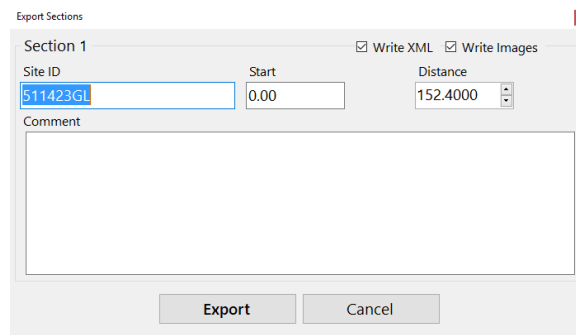 Export Sections
Section 1 Write XML Write Images
Site ID Start Distance
511423GL 0.00 152.4000
Comment
Export Cancel